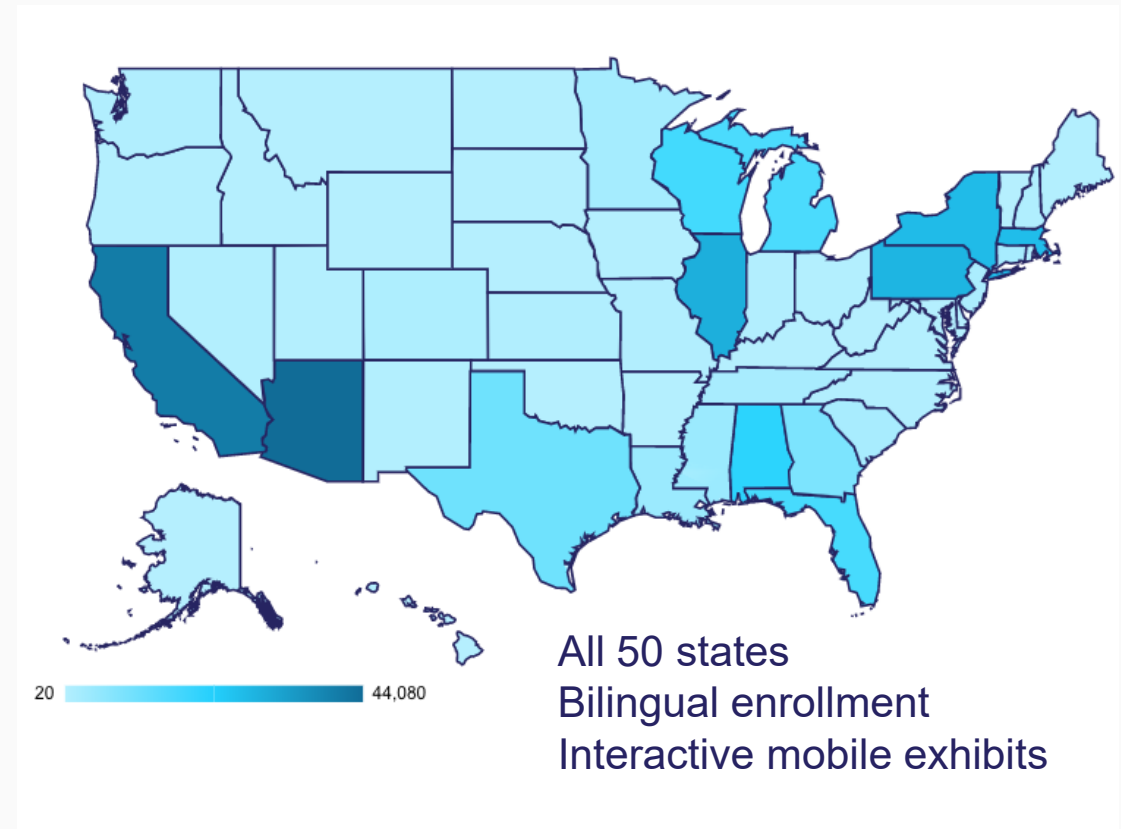 20
44,080
All 50 states
Bilingual enrollment
Interactive mobile exhibits